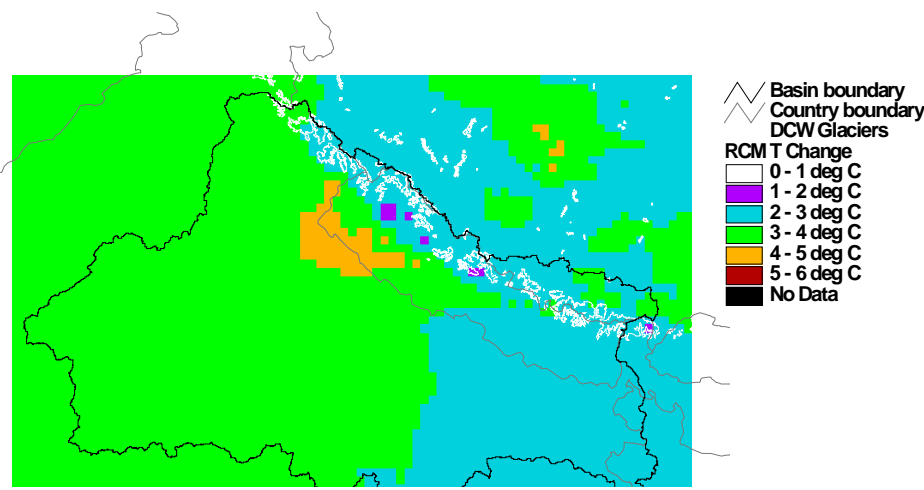 Basin boundary
Country boundary
DCW Glaciers
RCM T Change
0 - 1 deg C
1 - 2 deg C
2 - 3 deg C
3 - 4 deg C
4 - 5 deg C
5 - 6 deg C
No Data